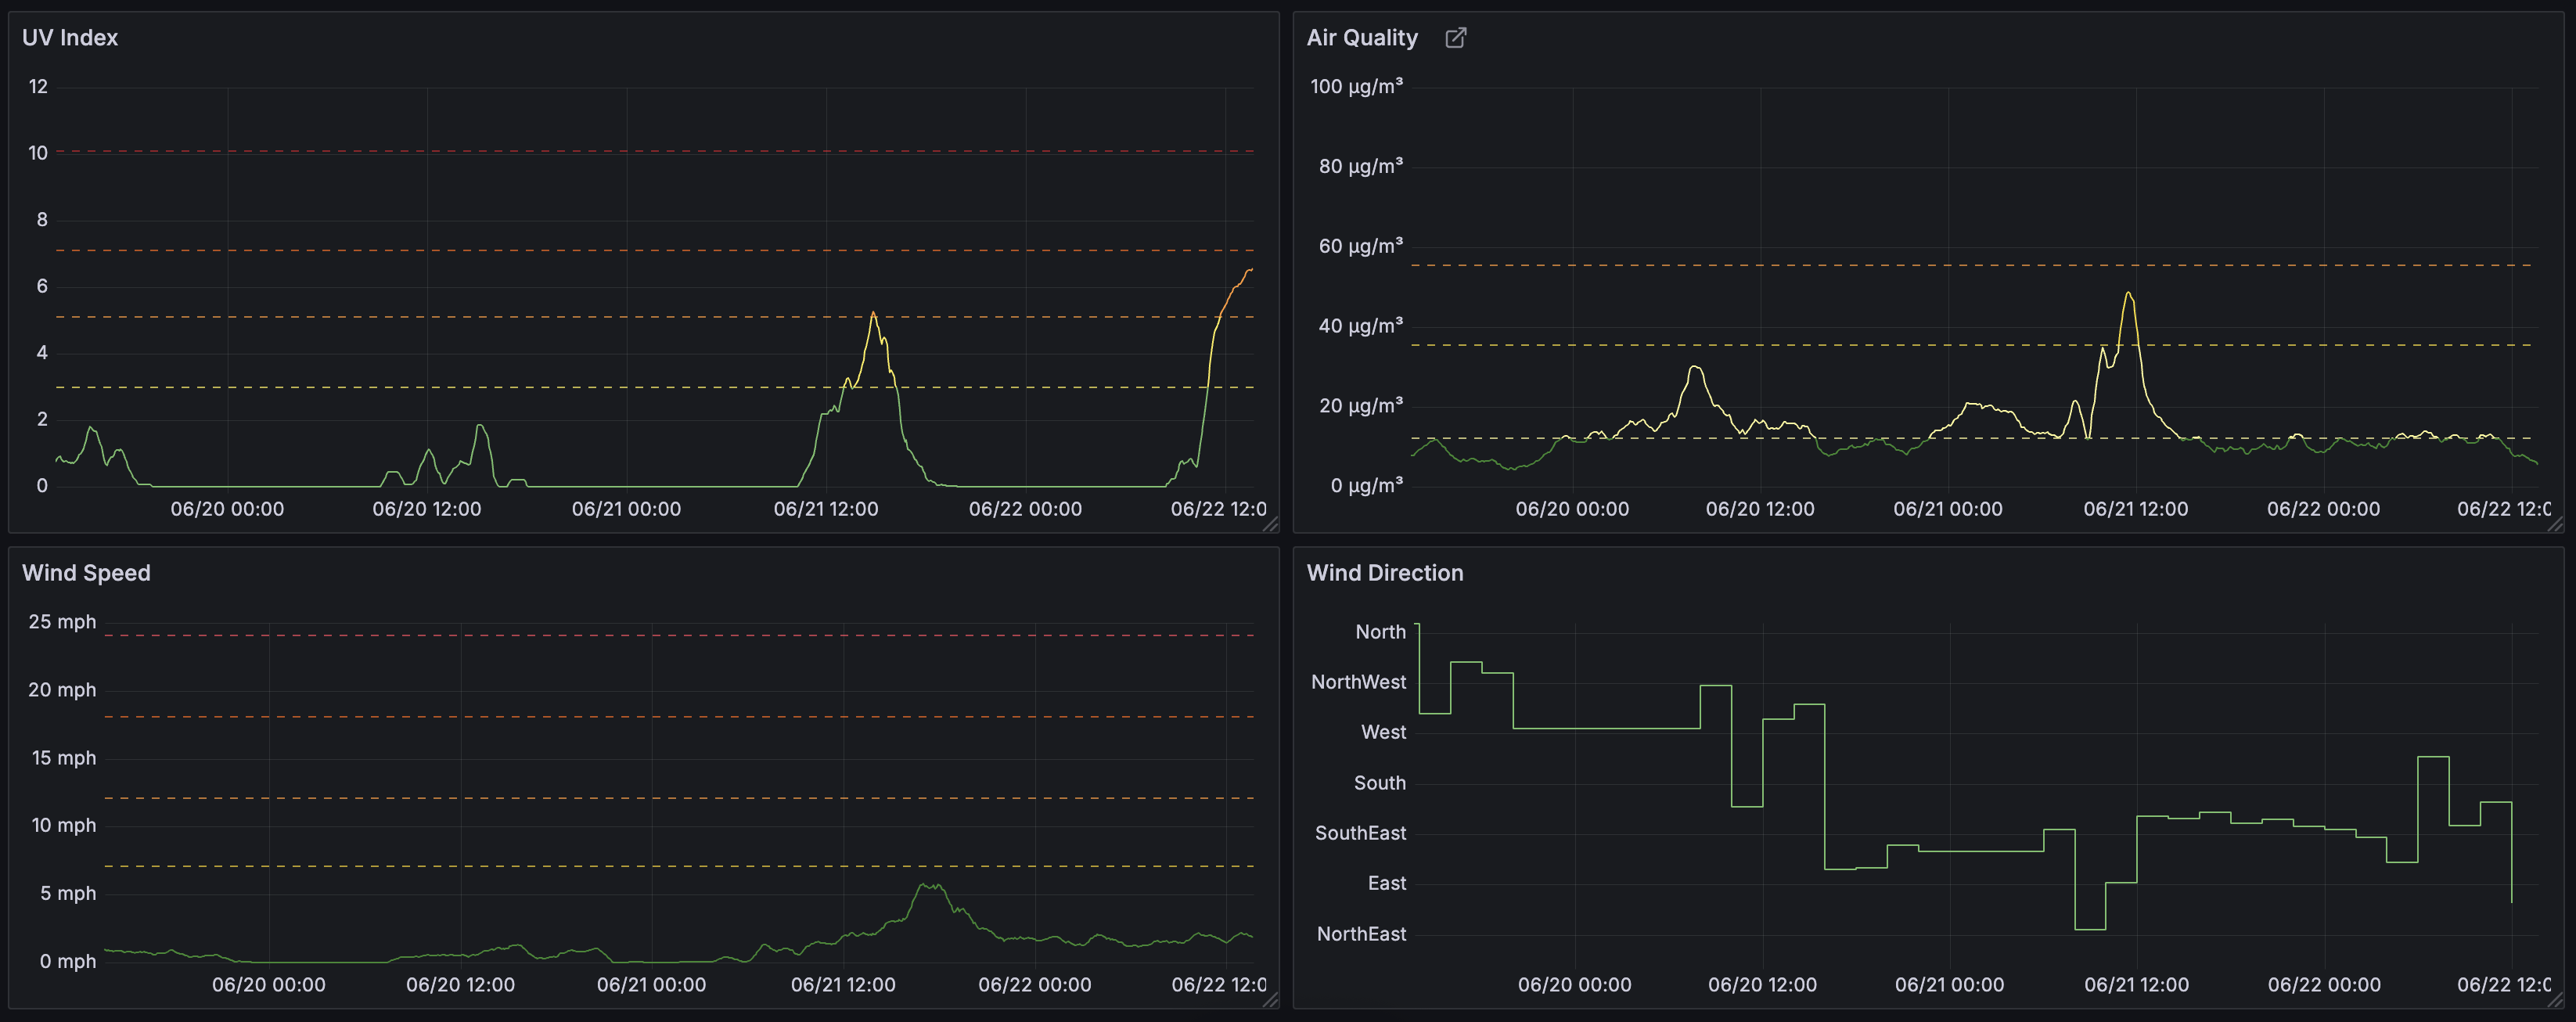 UV Index
12
10
8
6
4
2
0
06/20 00:00
06/20 12:00
06/21 00:00
06/21 12:00
06/22 00:00
06/22 12:0
Air Quality
100 µg/m³
80 µg/m³
60 µg/m³
40 µg/m³
20 µg/m³
0 µg/m³
06/20 00:00
06/20 12:00
06/21 00:00
06/21 12:00
06/22 00:00
06/22 12:0
Wind Speed
25 mph
20 mph
15 mph
10 mph
5 mph
0 mph
06/20 00:00
06/20 12:00
06/21 00:00
06/21 12:00
06/22 00:00
06/22 12:0
Wind Direction
North
NorthWest
West
South
SouthEast
East
NorthEast
06/20 00:00
06/20 12:00
06/21 00:00
06/21 12:00
06/22 00:00
06/22 12:0